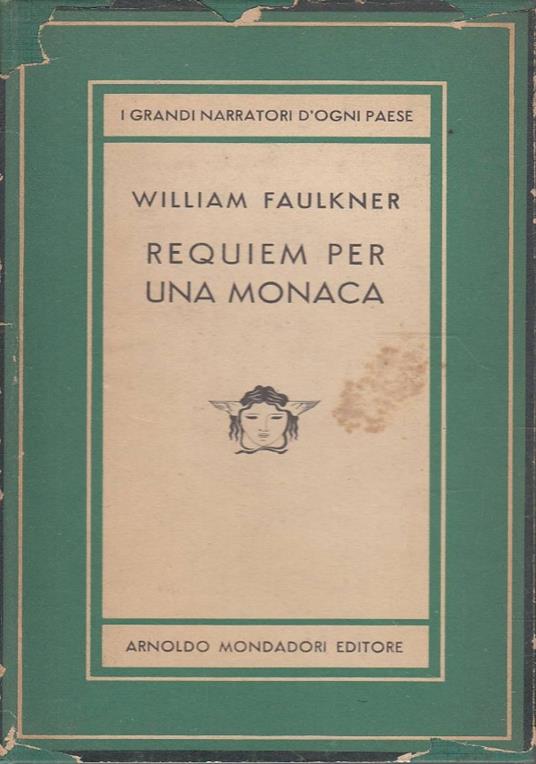 I GRANDI NARRATORI D'OGNI PAESE
WILLIAM FAULKNER
REQUIEM PER
UNA MONACA
ARNOLDO MONDADORI EDITORE